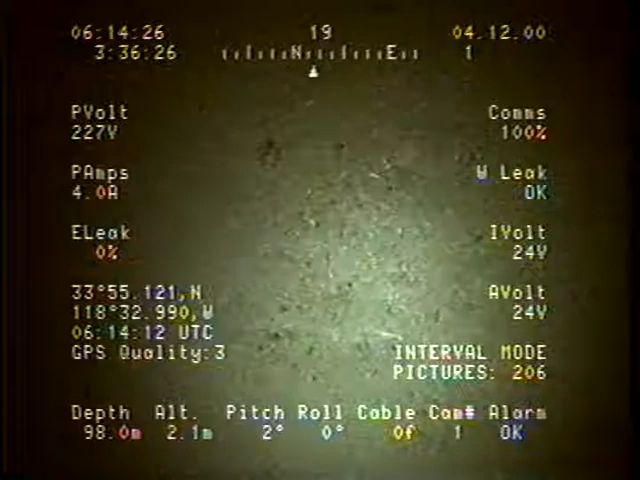 06:14:26 19 04.12.00
3:36:26 N E 1
PVolt Comms
227V 100%
PAmps W Leak
4.0A OK
ELeak IVolt
0% 24V
33°55.121,N AVolt
118°32.990,W 24V
06:14:12 UTC
GPS Quality:3 INTERVAL MODE
PICTURES: 206
Depth Alt. Pitch Roll Cable Cam# Alarm
98.0m 2.1m 2° 0° 0f 1 OK